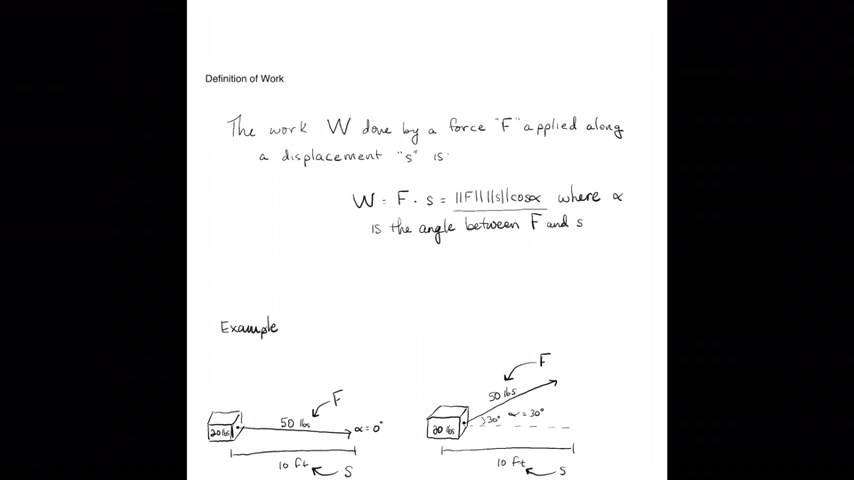 Definition of Work
The work W done by a force "F" applied along
a displacement "s" is:
W = F · s = ||F|| ||s|| cosα where α
is the angle between F and s
Example
F
50 lbs
20 lbs
α = 0°
10 ft
S
F
50 lbs
30°
α = 30°
20 lbs
10 ft
S